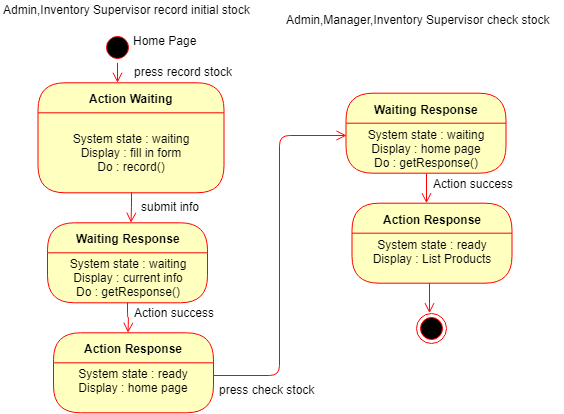 Admin,Inventory Supervisor record initial stock
Home Page
press record stock
Action Waiting
System state : waiting
Display : fill in form
Do : record()
submit info
Waiting Response
System state : waiting
Display : current info
Do : getResponse()
Action success
Action Response
System state : ready
Display : home page
press check stock
Admin,Manager,Inventory Supervisor check stock
Waiting Response
System state : waiting
Display : home page
Do : getResponse()
Action success
Action Response
System state : ready
Display : List Products